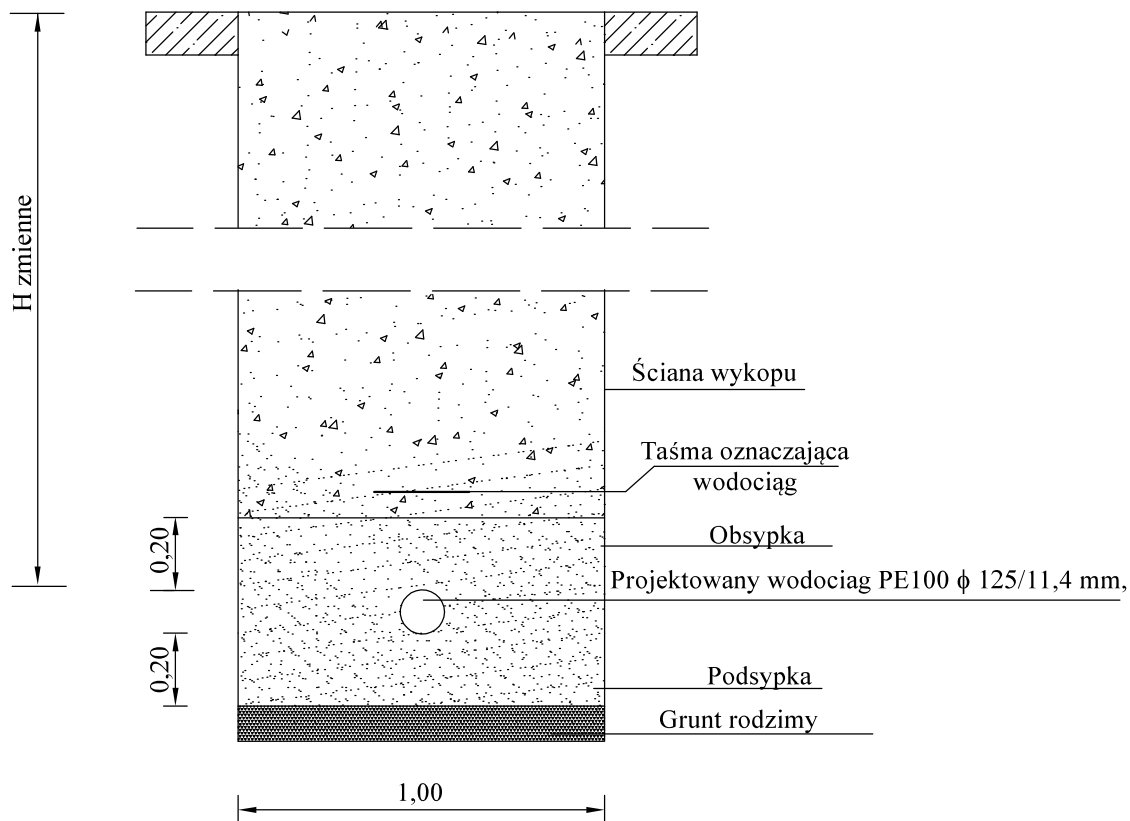 H zmienne
Ściana wykopu
Taśma oznaczająca
wodociąg
0,20
Obsypka
Projektowany wodociag PE100 ϕ 125/11,4 mm,
0,20
Podsypka
Grunt rodzimy
1,00